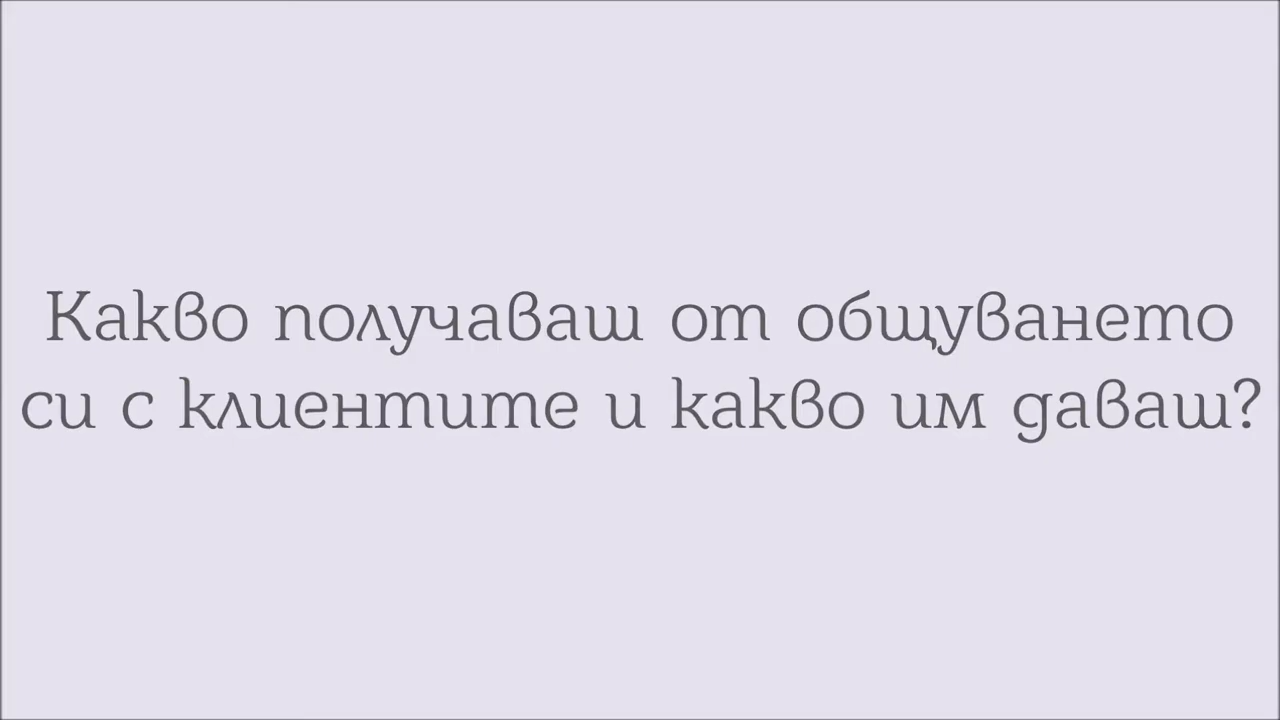 Какво получаваш от общуването
си с клиентите и какво им даваш?